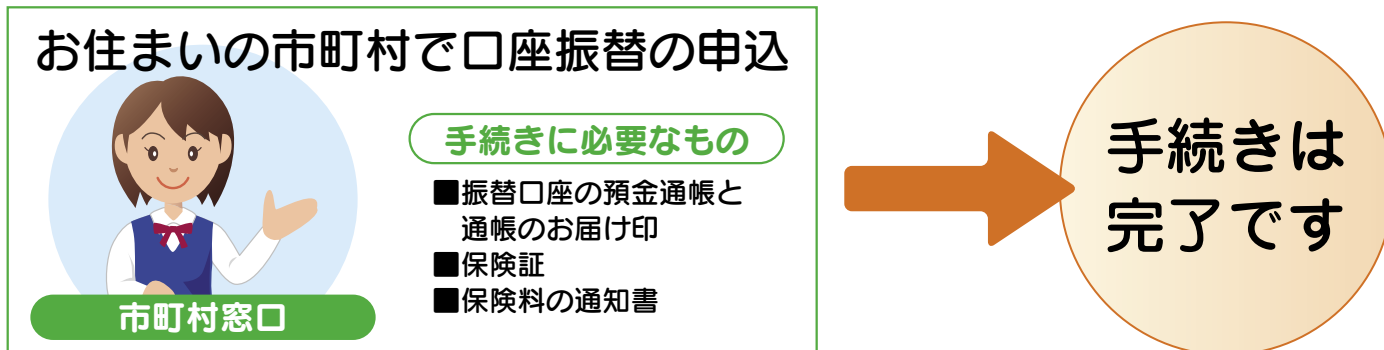 お住まいの市町村で口座振替の申込
手続きに必要なもの
■振替口座の預金通帳と
通帳のお届け印
■保険証
■保険料の通知書
市町村窓口
手続きは
完了です